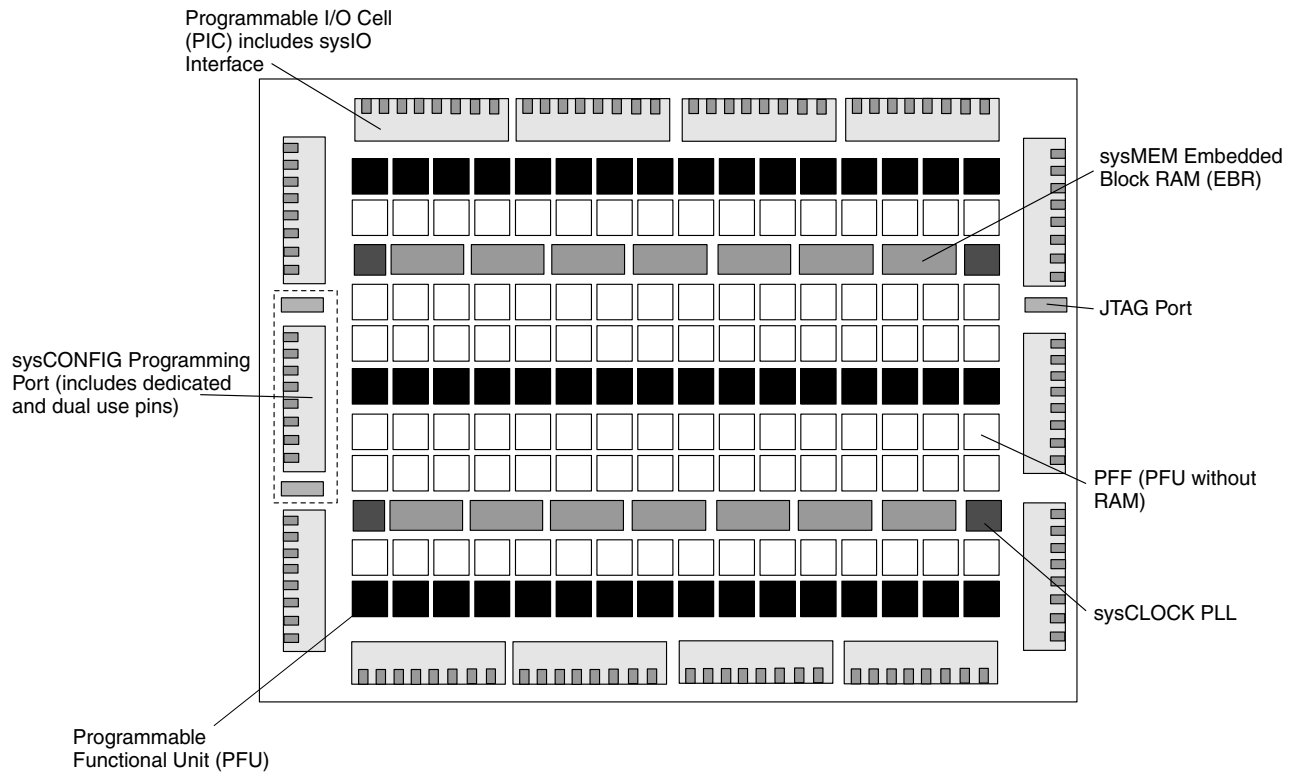 Programmable I/O Cell
(PIC) includes sysIO
Interface
sysMEM Embedded
Block RAM (EBR)
JTAG Port
sysCONFIG Programming
Port (includes dedicated
and dual use pins)
PFF (PFU without
RAM)
sysCLOCK PLL
Programmable
Functional Unit (PFU)